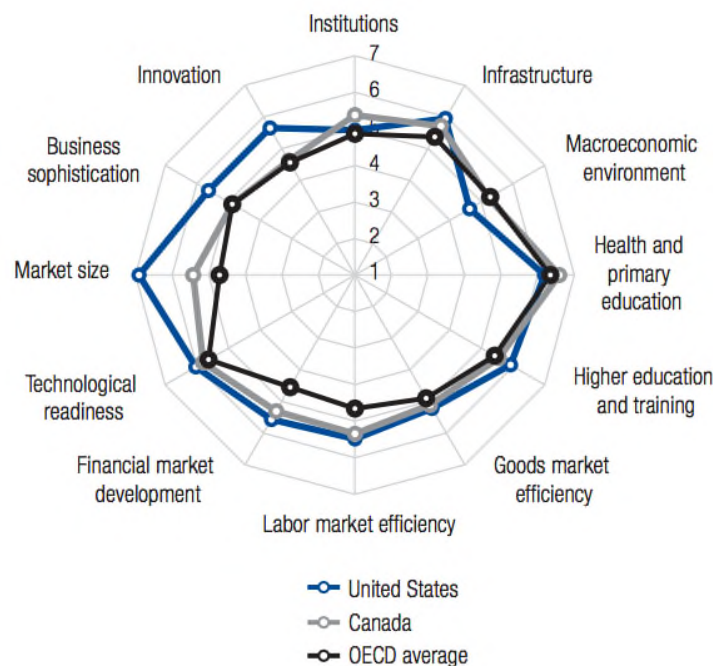 Institutions
7
6
5
4
3
2
1
Infrastructure
Macroeconomic
environment
Health and
primary
education
Higher education
and training
Goods market
efficiency
Labor market efficiency
Financial market
development
Technological
readiness
Market size
Business
sophistication
Innovation
United States
Canada
OECD average